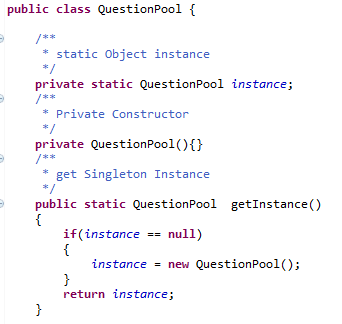 public class QuestionPool {
/**
* static Object instance
*/
private static QuestionPool instance;
/**
* Private Constructor
*/
private QuestionPool(){}
/**
* get Singleton Instance
*/
public static QuestionPool  getInstance()
{
if(instance == null)
{
instance = new QuestionPool();
}
return instance;
}